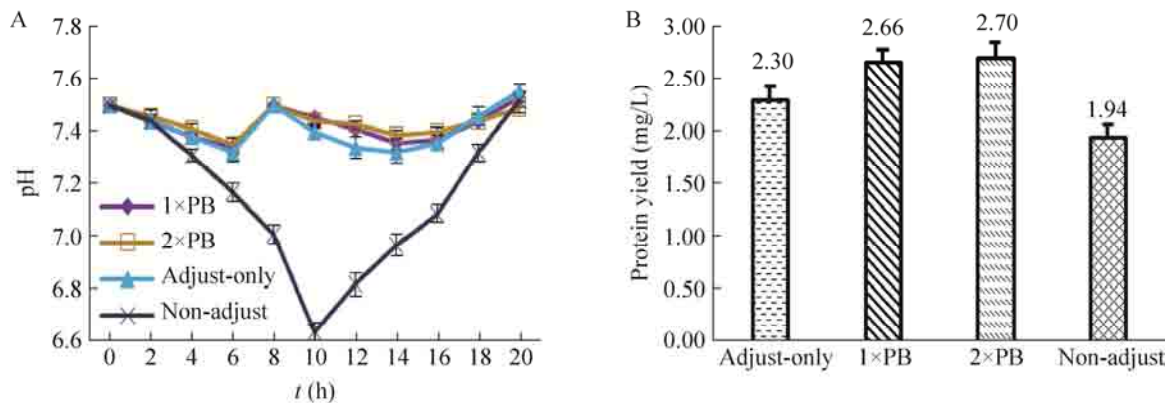 A
7.8
7.6
7.4
7.2
7.0
6.8
6.6
pH
1×PB
2×PB
Adjust-only
Non-adjust
0 2 4 6 8 10 12 14 16 18 20
t (h)
B
3.00
2.50
2.00
1.50
1.00
0.50
0.00
Protein yield (mg/L)
2.30
2.66
2.70
1.94
Adjust-only 1×PB 2×PB Non-adjust